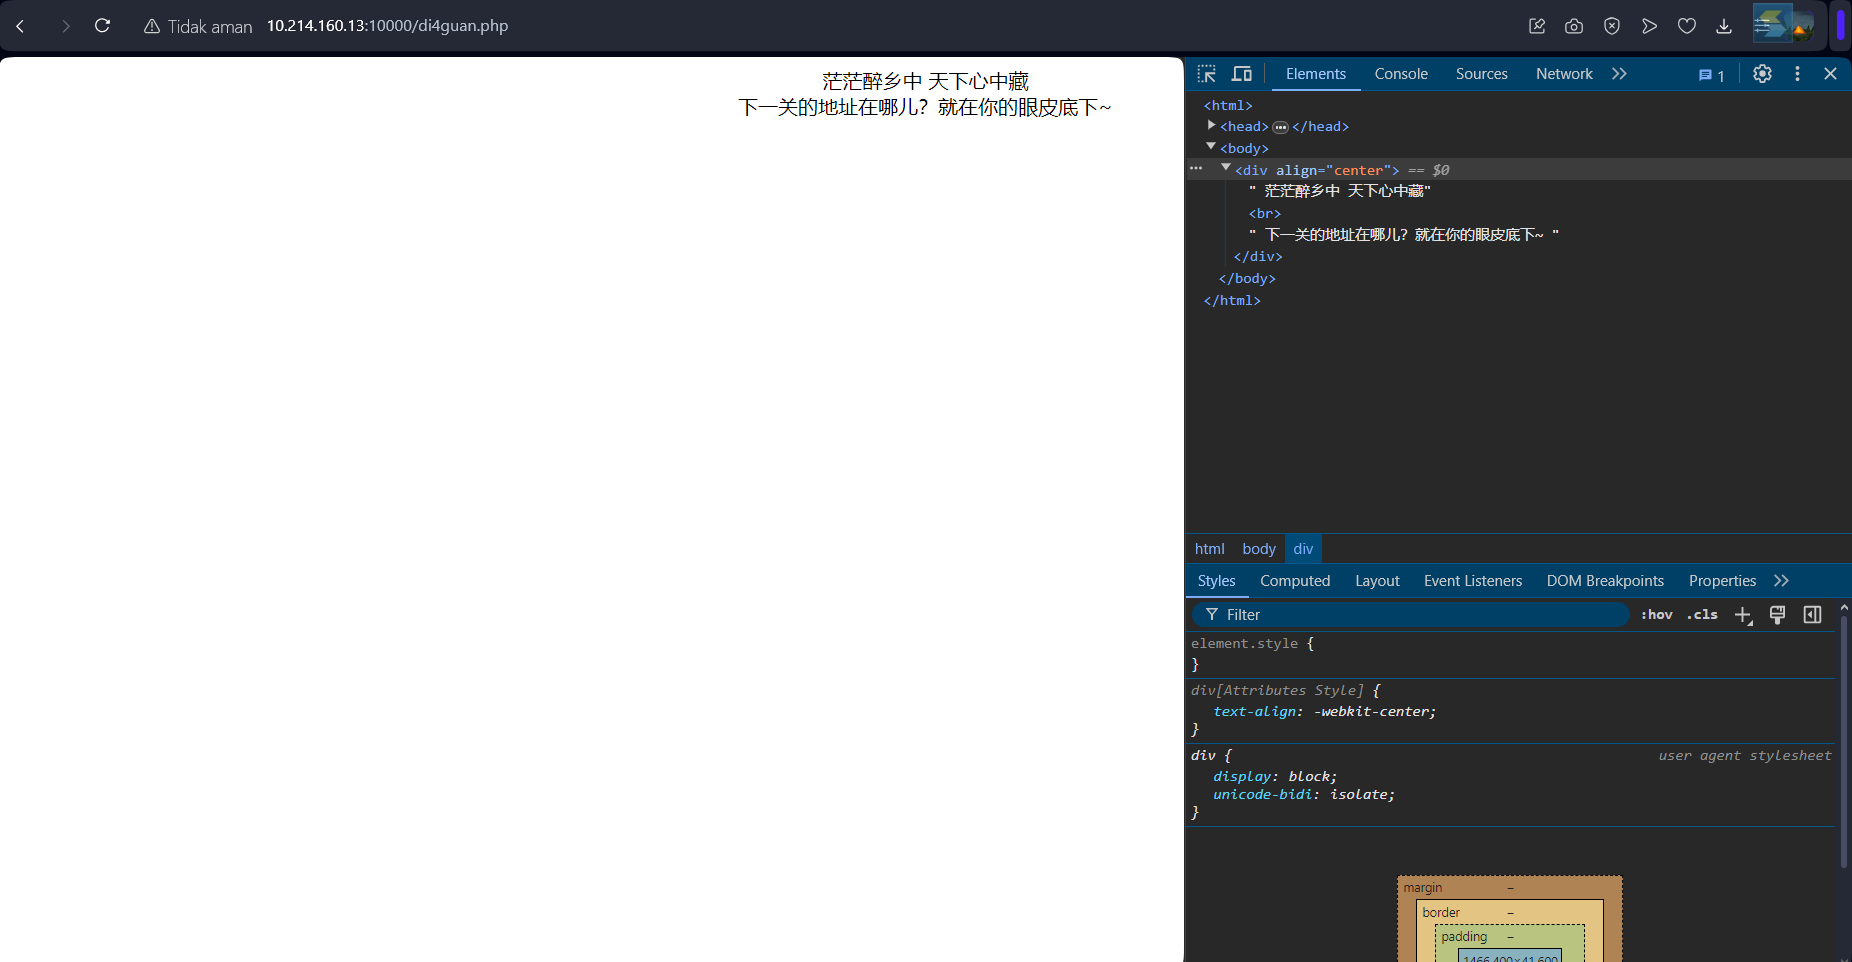 Tidak aman 10.214.160.13:10000/di4guan.php
茫茫醉乡中 天下心中藏
下一关的地址在哪儿？就在你的眼皮底下~
Elements Console Sources Network 1
<html>
<head> ••• </head>
<body>
••• <div align="center"> == $0
" 茫茫醉乡中 天下心中藏"
<br>
" 下一关的地址在哪儿？就在你的眼皮底下~ "
</div>
</body>
</html>
html body div
Styles Computed Layout Event Listeners DOM Breakpoints Properties
Filter :hov .cls
element.style {
}
div[Attributes Style] {
text-align: -webkit-center;
}
div { user agent stylesheet
display: block;
unicode-bidi: isolate;
}
margin –
border –
padding –
1466.400×41.600